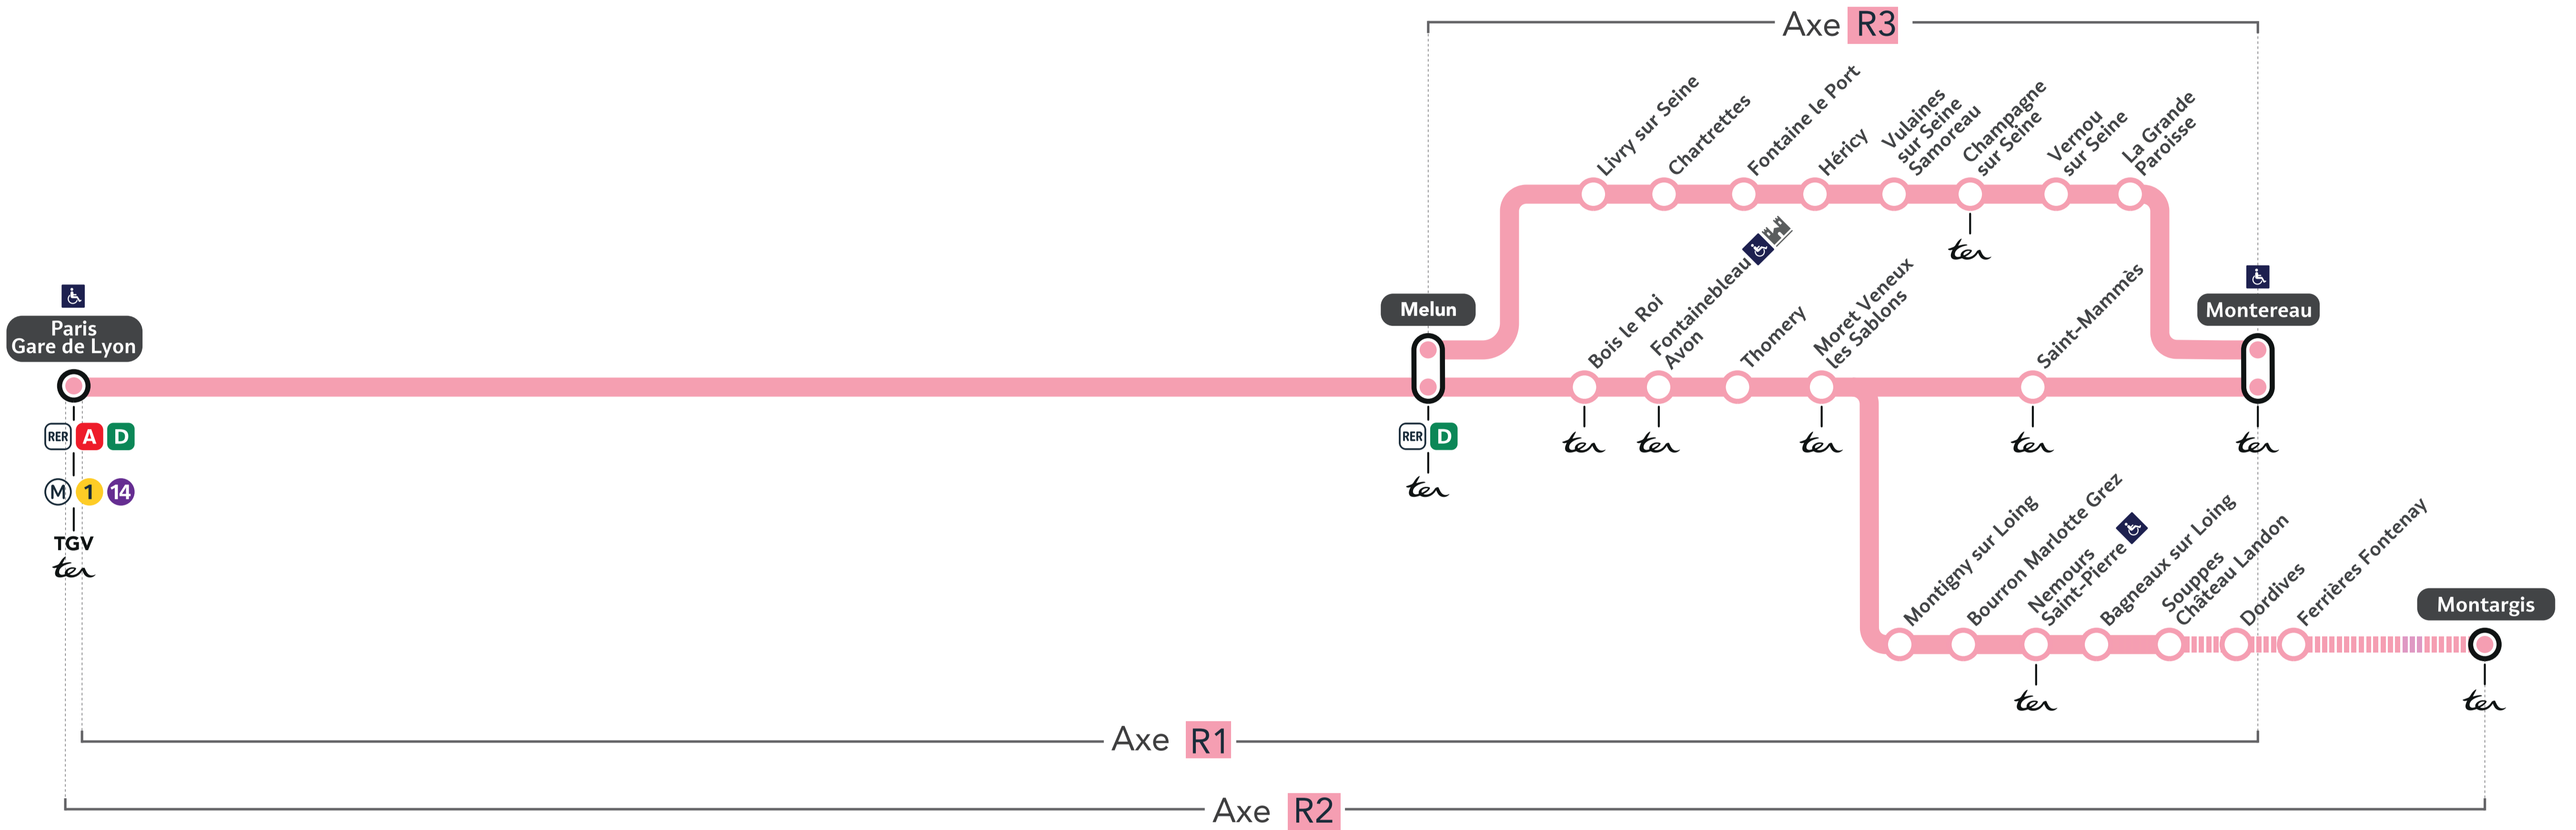 Axe R3
Livry sur Seine
Chartrettes
Fontaine le Port
Héricy
Vulaines
sur Seine
Samoreau
Champagne
sur Seine
Vernou
sur Seine
La Grande
Paroisse
ter
Paris
Gare de Lyon
Melun
Bois le Roi
Fontainebleau
Avon
Thomery
Moret Veneux
les Sablons
Saint-Mammès
Montereau
RER A D
M 1 14
TGV
ter
RER D
ter
ter
ter
ter
ter
ter
Montigny sur Loing
Bourron Marlotte Grez
Nemours
Saint-Pierre
Bagneaux sur Loing
Souppes
Château Landon
Dordives
Ferrières Fontenay
Montargis
ter
ter
Axe R1
Axe R2